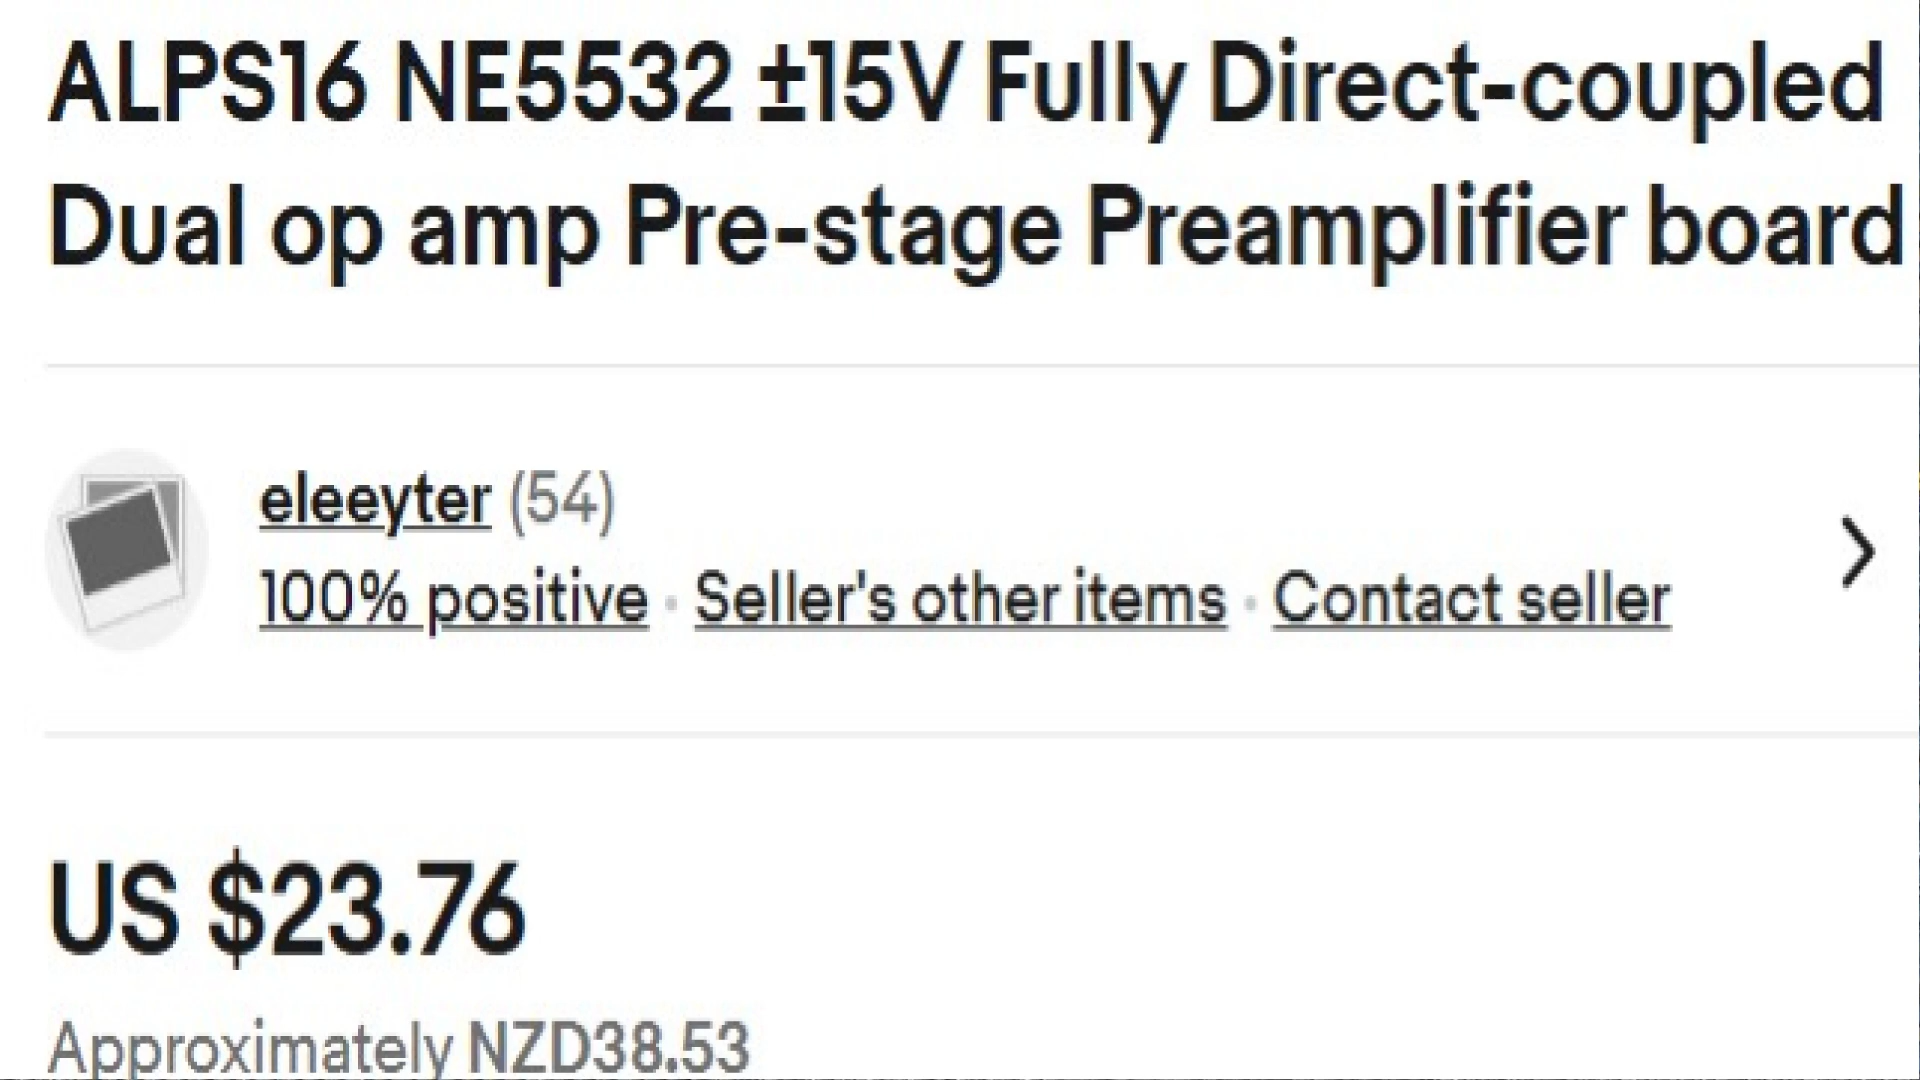 ALPS16 NE5532 ±15V Fully Direct-coupled
Dual op amp Pre-stage Preamplifier board
eleeyter (54)
100% positive · Seller's other items · Contact seller
US $23.76
Approximately NZD38.53